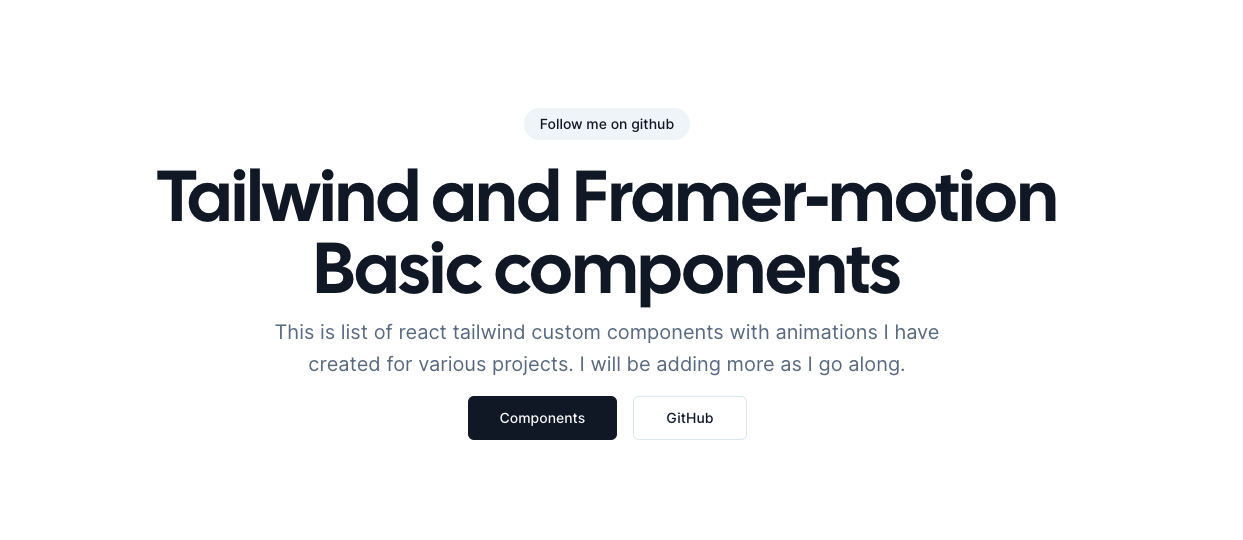 Follow me on github
Tailwind and Framer-motion
Basic components
This is list of react tailwind custom components with animations I have
created for various projects. I will be adding more as I go along.
Components
GitHub